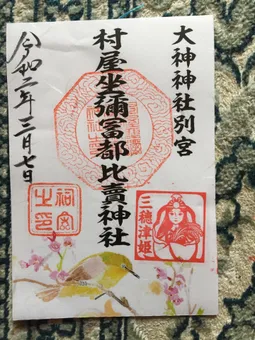 大神神社別宮
村屋坐彌冨都比賣神社
三穂津姫
令和二年三月七日